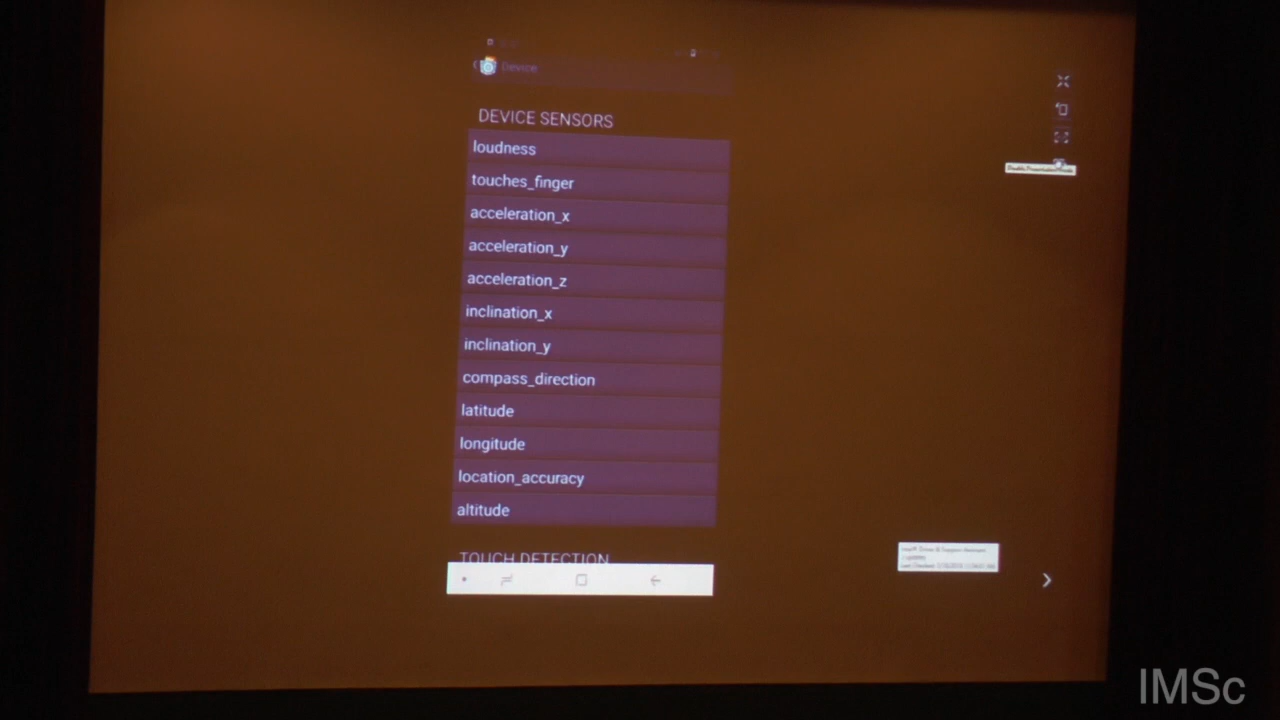 Device
DEVICE SENSORS
loudness
touches_finger
acceleration_x
acceleration_y
acceleration_z
inclination_x
inclination_y
compass_direction
latitude
longitude
location_accuracy
altitude
TOUCH DETECTION
IMSc